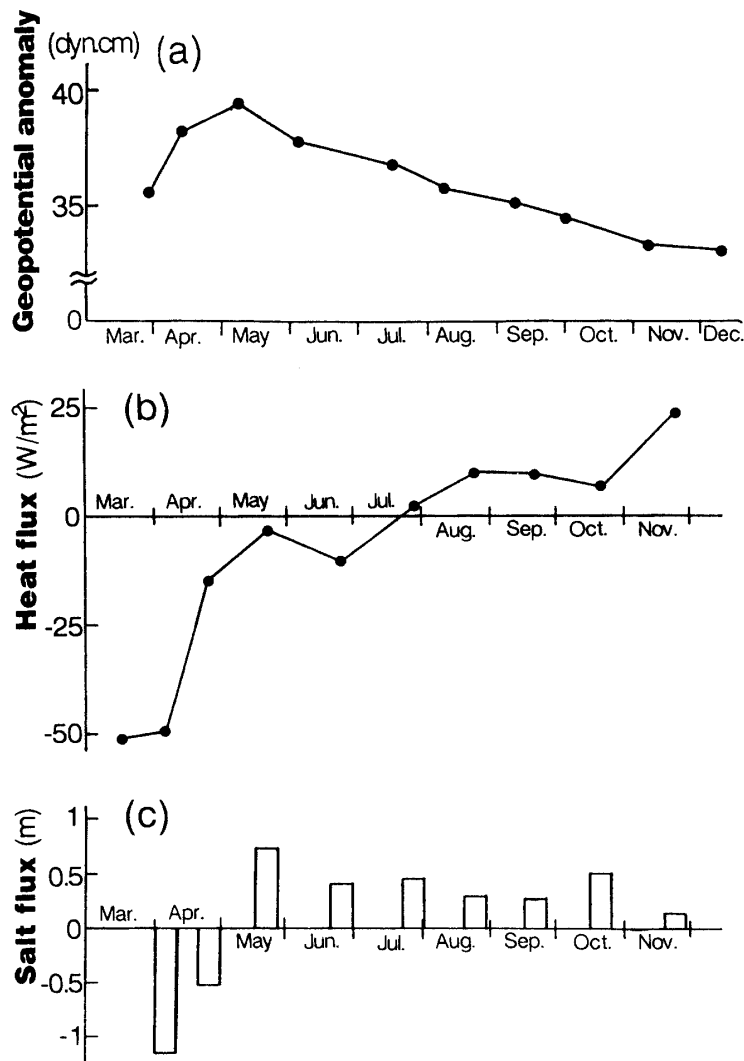 (dyn.cm) (a)
Geopotential anomaly
40
35
0
Mar. Apr. May Jun. Jul. Aug. Sep. Oct. Nov. Dec.
(b)
Heat flux (W/m²)
25
Mar. Apr. May Jun. Jul.
0
Aug. Sep. Oct. Nov.
-25
-50
(c)
Salt flux (m)
1
0.5
Mar. Apr.
0
May Jun. Jul. Aug. Sep. Oct. Nov.
-0.5
-1